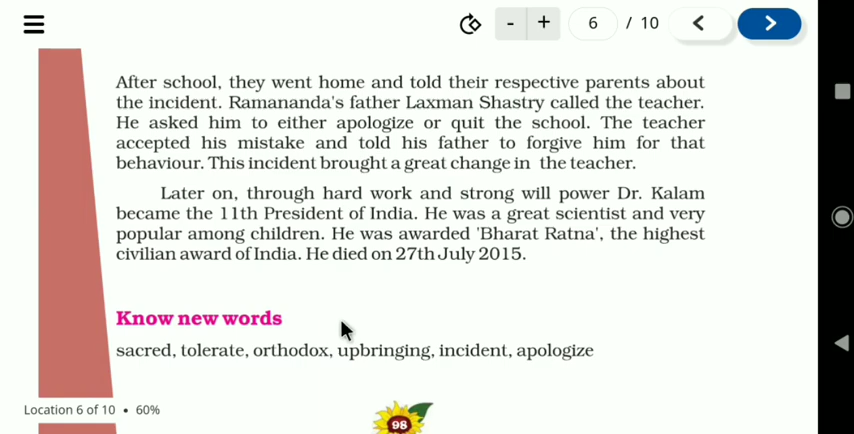 - + 6 / 10 < >
After school, they went home and told their respective parents about
the incident. Ramananda's father Laxman Shastry called the teacher.
He asked him to either apologize or quit the school. The teacher
accepted his mistake and told his father to forgive him for that
behaviour. This incident brought a great change in the teacher.
Later on, through hard work and strong will power Dr. Kalam
became the 11th President of India. He was a great scientist and very
popular among children. He was awarded 'Bharat Ratna', the highest
civilian award of India. He died on 27th July 2015.
Know new words
sacred, tolerate, orthodox, upbringing, incident, apologize
Location 6 of 10 • 60%
98